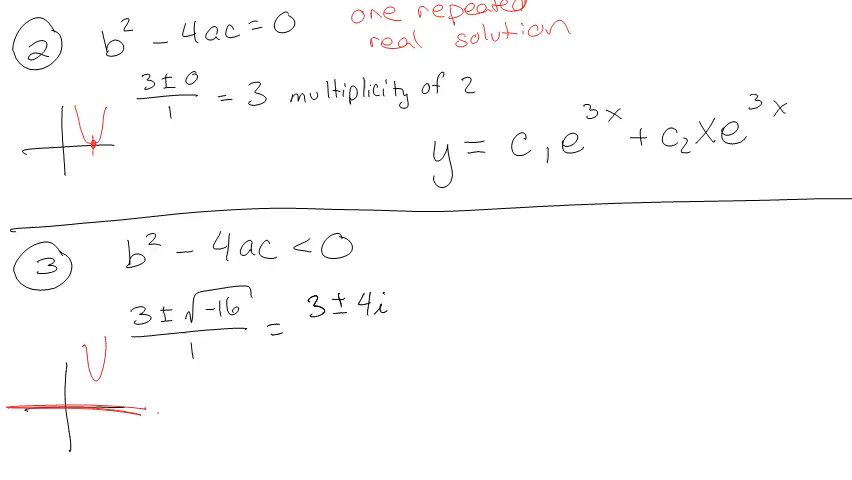 ② b² - 4ac = 0 one repeated
real solution
3 ± 0 / 1 = 3 multiplicity of 2
y = c₁e^{3x} + c₂xe^{3x}
③ b² - 4ac < 0
3 ± √-16 / 1 = 3 ± 4i